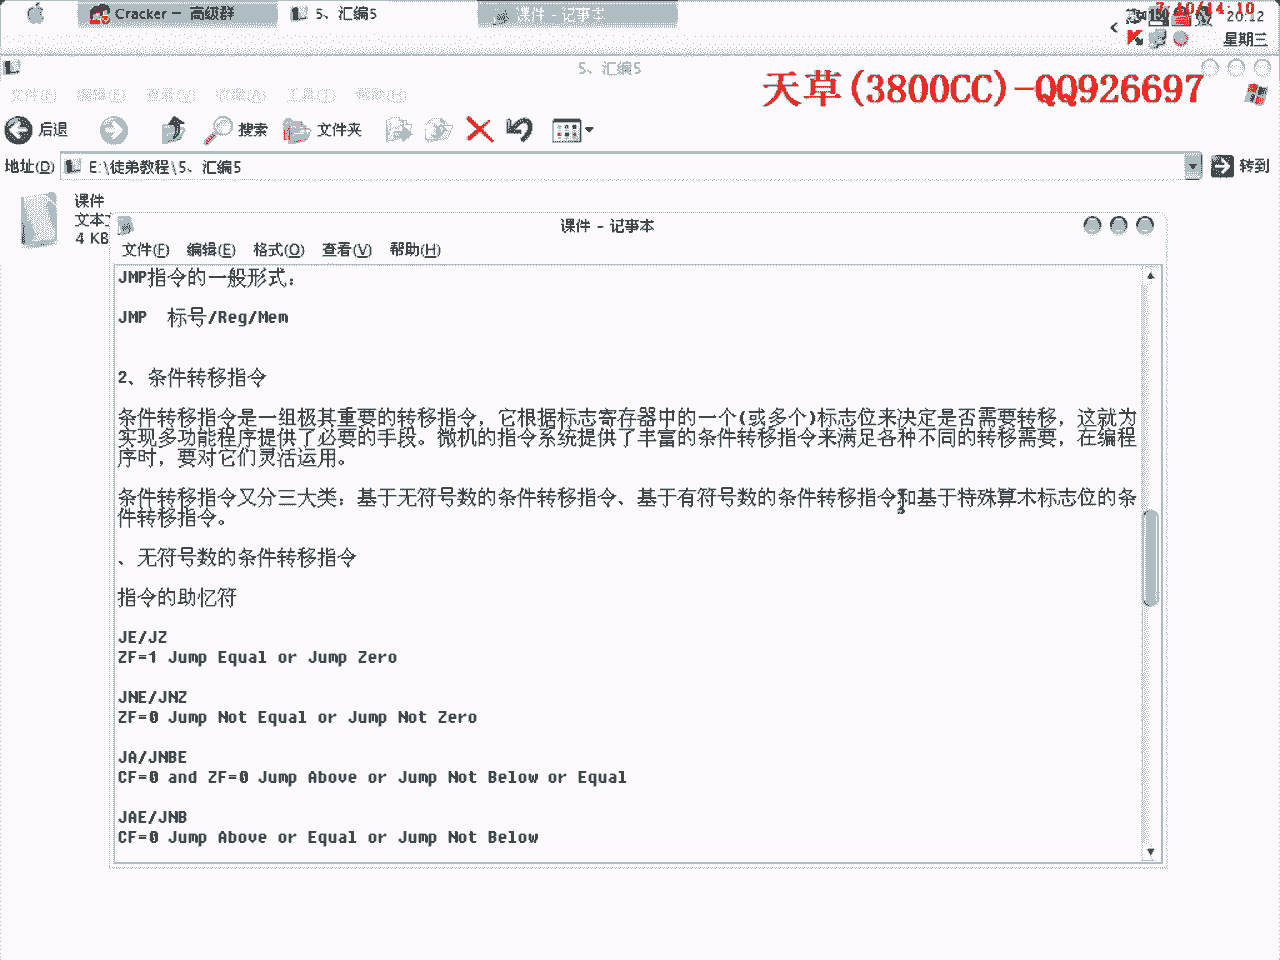 Cracker － 高级群
5、汇编5
课件 - 记事本
7:10/14:10
20:12
星期三
5、汇编5
天草(3800CC)-QQ926697
文件(F) 编辑(E) 查看(V) 收藏(A) 工具(T) 帮助(H)
后退 搜索 文件夹
地址(D) E:\徒弟教程\5、汇编5 转到
课件
4 KB
课件 - 记事本
文件(F) 编辑(E) 格式(O) 查看(V) 帮助(H)
JMP指令的一般形式：
JMP 标号/Reg/Mem
2、条件转移指令
条件转移指令是一组极其重要的转移指令，它根据标志寄存器中的一个(或多个)标志位来决定是否需要转移，这就为
实现多功能程序提供了必要的手段。微机的指令系统提供了丰富的条件转移指令来满足各种不同的转移需要，在编程
序时，要对它们灵活运用。
条件转移指令又分三大类：基于无符号数的条件转移指令、基于有符号数的条件转移指令和基于特殊算术标志位的条
件转移指令。
、无符号数的条件转移指令
指令的助忆符
JE/JZ
ZF=1 Jump Equal or Jump Zero
JNE/JNZ
ZF=0 Jump Not Equal or Jump Not Zero
JA/JNBE
CF=0 and ZF=0 Jump Above or Jump Not Below or Equal
JAE/JNB
CF=0 Jump Above or Equal or Jump Not Below